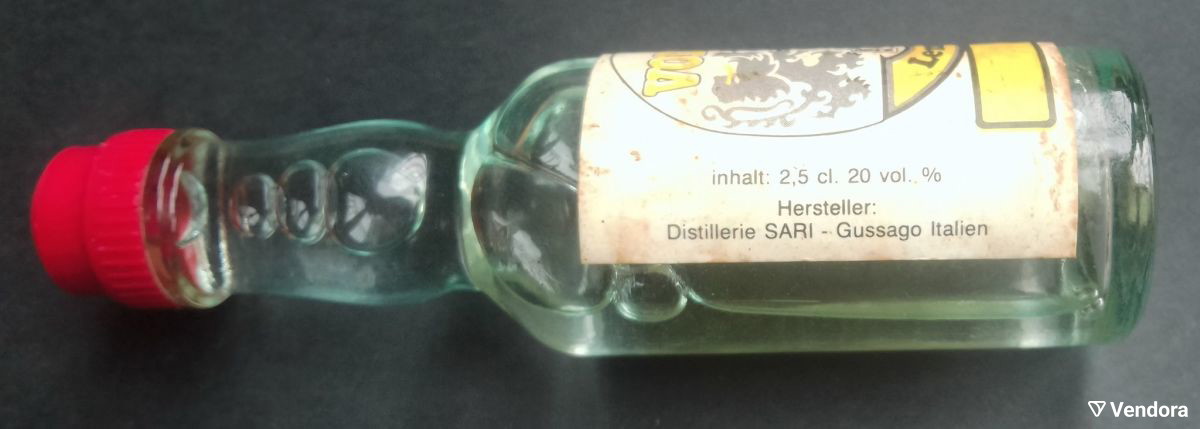 inhalt: 2,5 cl. 20 vol. %
Hersteller:
Distillerie SARI - Gussago Italien
Vendora